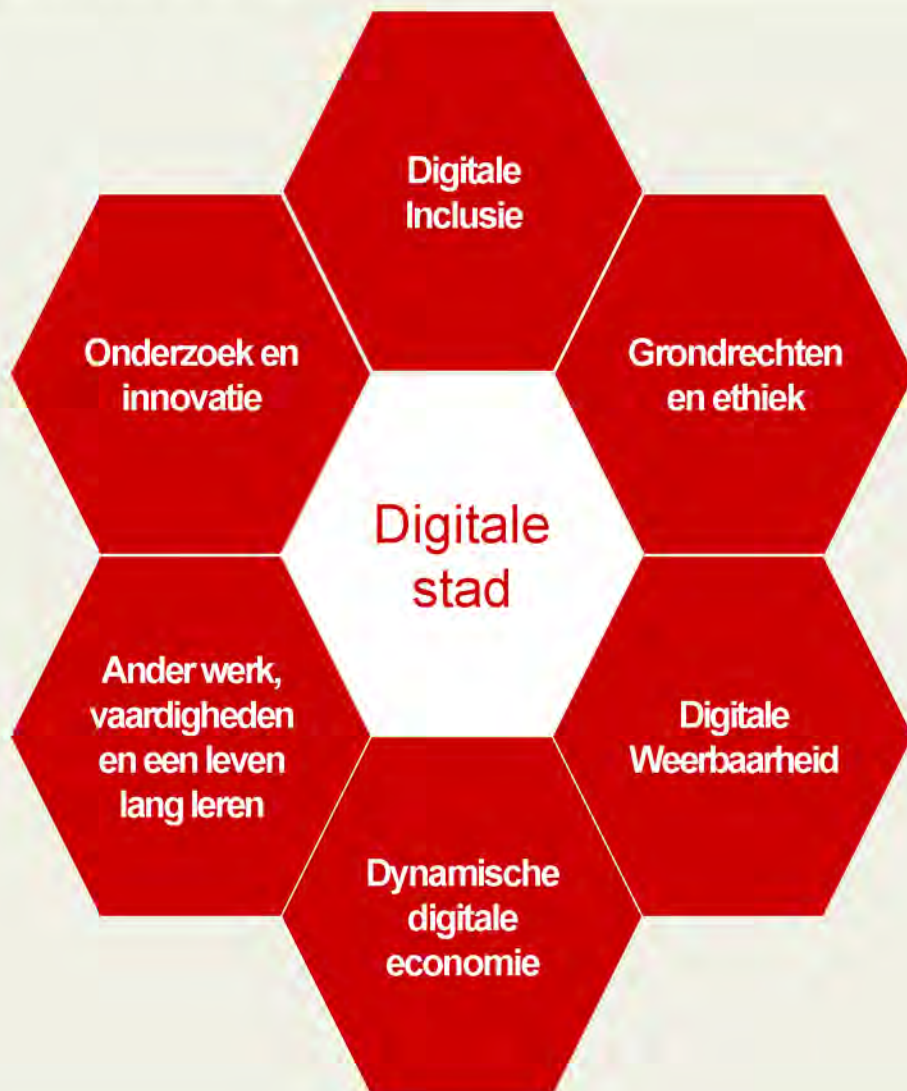 Digitale
Inclusie
Onderzoek en
innovatie
Grondrechten
en ethiek
Digitale
stad
Ander werk,
vaardigheden
en een leven
lang leren
Digitale
Weerbaarheid
Dynamische
digitale
economie